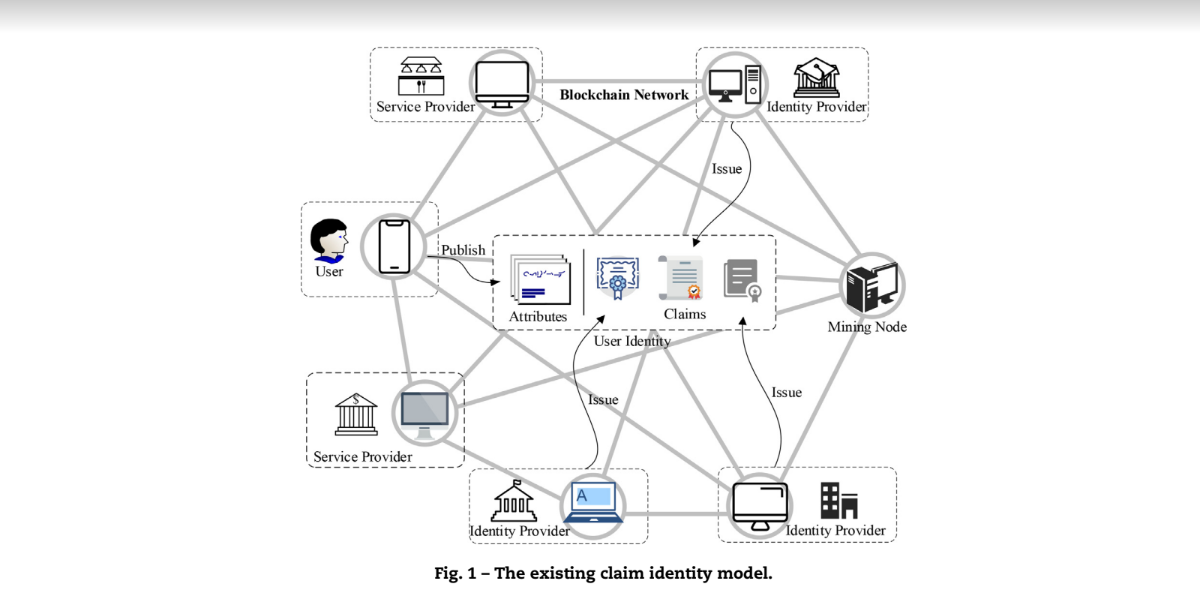 Blockchain Network
Service Provider
Identity Provider
Issue
Publish
User
Attributes
Claims
User Identity
Mining Node
Issue
Issue
$
Service Provider
A
Identity Provider
Identity Provider
Fig. 1 – The existing claim identity model.